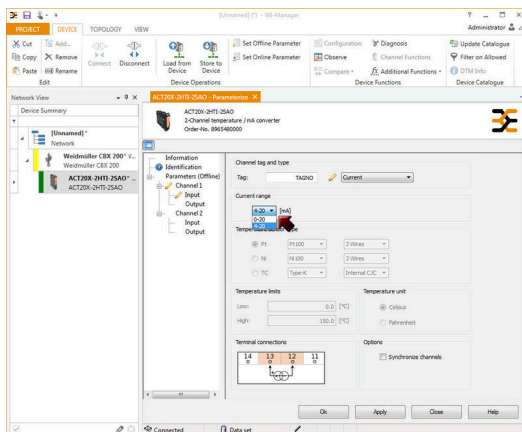 [Unnamed] (*) - WI-Manager
PROJECT DEVICE TOPOLOGY VIEW Administrator
Cut Add... Set Offline Parameter Configuration Diagnosis Update Catalogue
Copy Remove Connect Disconnect Load from Device Store to Device Set Online Parameter Observe Channel Functions Filter on Allowed
Paste Rename Compare Additional Functions DTM Info
Edit Device Operations Device Functions Device Catalogue
Network View
ACT20X-2HTI-2SAO - Parameterize
Device Summary
ACT20X-2HTI-2SAO
2-Channel temperature / mA converter
Order-No. 8965480000
[Unnamed]*
Network
Weidmüller CBX 200*
Weidmüller CBX 200
ACT20X-2HTI-2SAO* ...
ACT20X-2HTI-2SAO
Information
Identification
Parameters (Offline)
Channel 1
Input
Output
Channel 2
Input
Output
Channel tag and type
Tag: TAGNO Current
Current range
4-20 [mA]
0-20
4-20
Pt Pt100 3 Wires
Ni Ni100 3 Wires
TC Type-K Internal CJC
Temperature limits
Low: 0.0 [°C]
High: 150.0 [°C]
Temperature unit
Celsius
Fahrenheit
Terminal connections
14 13 12 11
Options
Synchronize channels
Ok Apply Close Help
Connected Data set